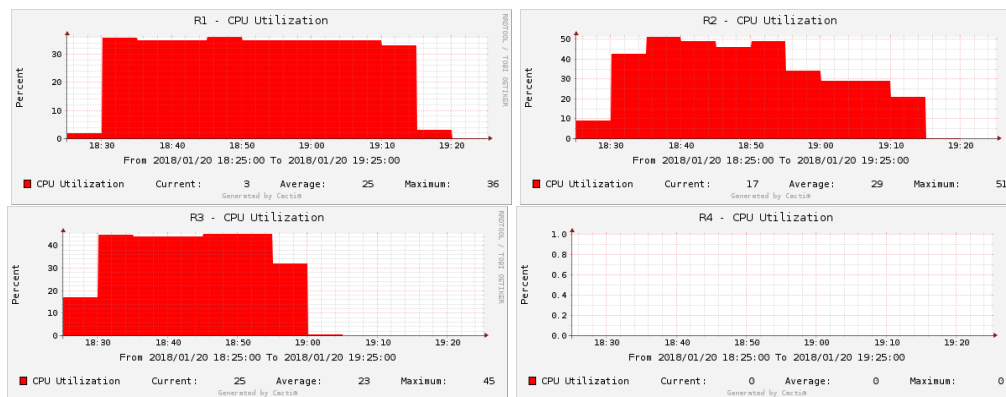 R1 - CPU Utilization
RRDTOOL / TOBI OETIKER
Percent
30
20
10
0
18:30 18:40 18:50 19:00 19:10 19:20
From 2018/01/20 18:25:00 To 2018/01/20 19:25:00
CPU Utilization Current: 3 Average: 25 Maximum: 36
Generated by Cacti®
R2 - CPU Utilization
Percent
50
40
30
20
10
0
18:30 18:40 18:50 19:00 19:10 19:20
From 2018/01/20 18:25:00 To 2018/01/20 19:25:00
CPU Utilization Current: 17 Average: 29 Maximum: 51
Generated by Cacti®
R3 - CPU Utilization
RRDTOOL / TOBI OETIKER
Percent
40
30
20
10
0
18:30 18:40 18:50 19:00 19:10 19:20
From 2018/01/20 18:25:00 To 2018/01/20 19:25:00
CPU Utilization Current: 25 Average: 23 Maximum: 45
Generated by Cacti®
R4 - CPU Utilization
Percent
1.0
0.8
0.6
0.4
0.2
0.0
18:30 18:40 18:50 19:00 19:10 19:20
From 2018/01/20 18:25:00 To 2018/01/20 19:25:00
CPU Utilization Current: 0 Average: 0 Maximum: 0
Generated by Cacti®